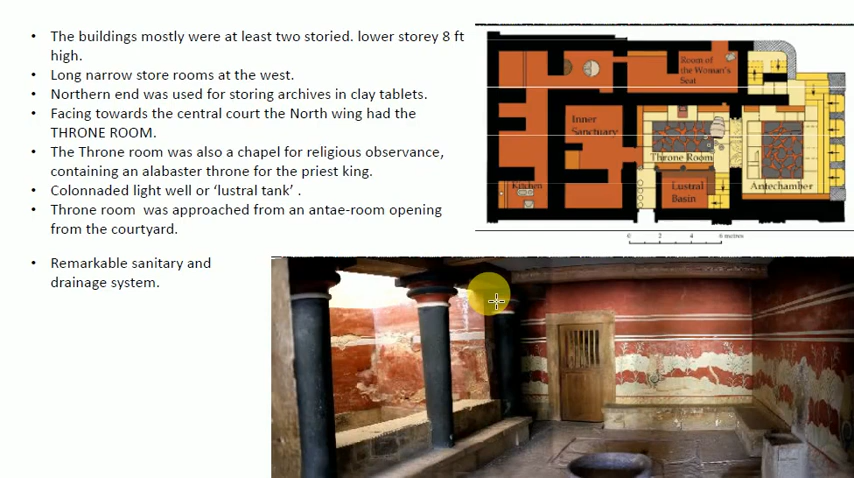 • The buildings mostly were at least two storied. lower storey 8 ft
high.
• Long narrow store rooms at the west.
• Northern end was used for storing archives in clay tablets.
• Facing towards the central court the North wing had the
THRONE ROOM.
• The Throne room was also a chapel for religious observance,
containing an alabaster throne for the priest king.
• Colonnaded light well or ‘lustral tank’ .
• Throne room was approached from an antae-room opening
from the courtyard.
• Remarkable sanitary and
drainage system.
Room of
the Woman's
Seat
Inner
Sanctuary
Throne Room
Kitchen
Lustral
Basin
Antechamber
0 2 4 6 metres